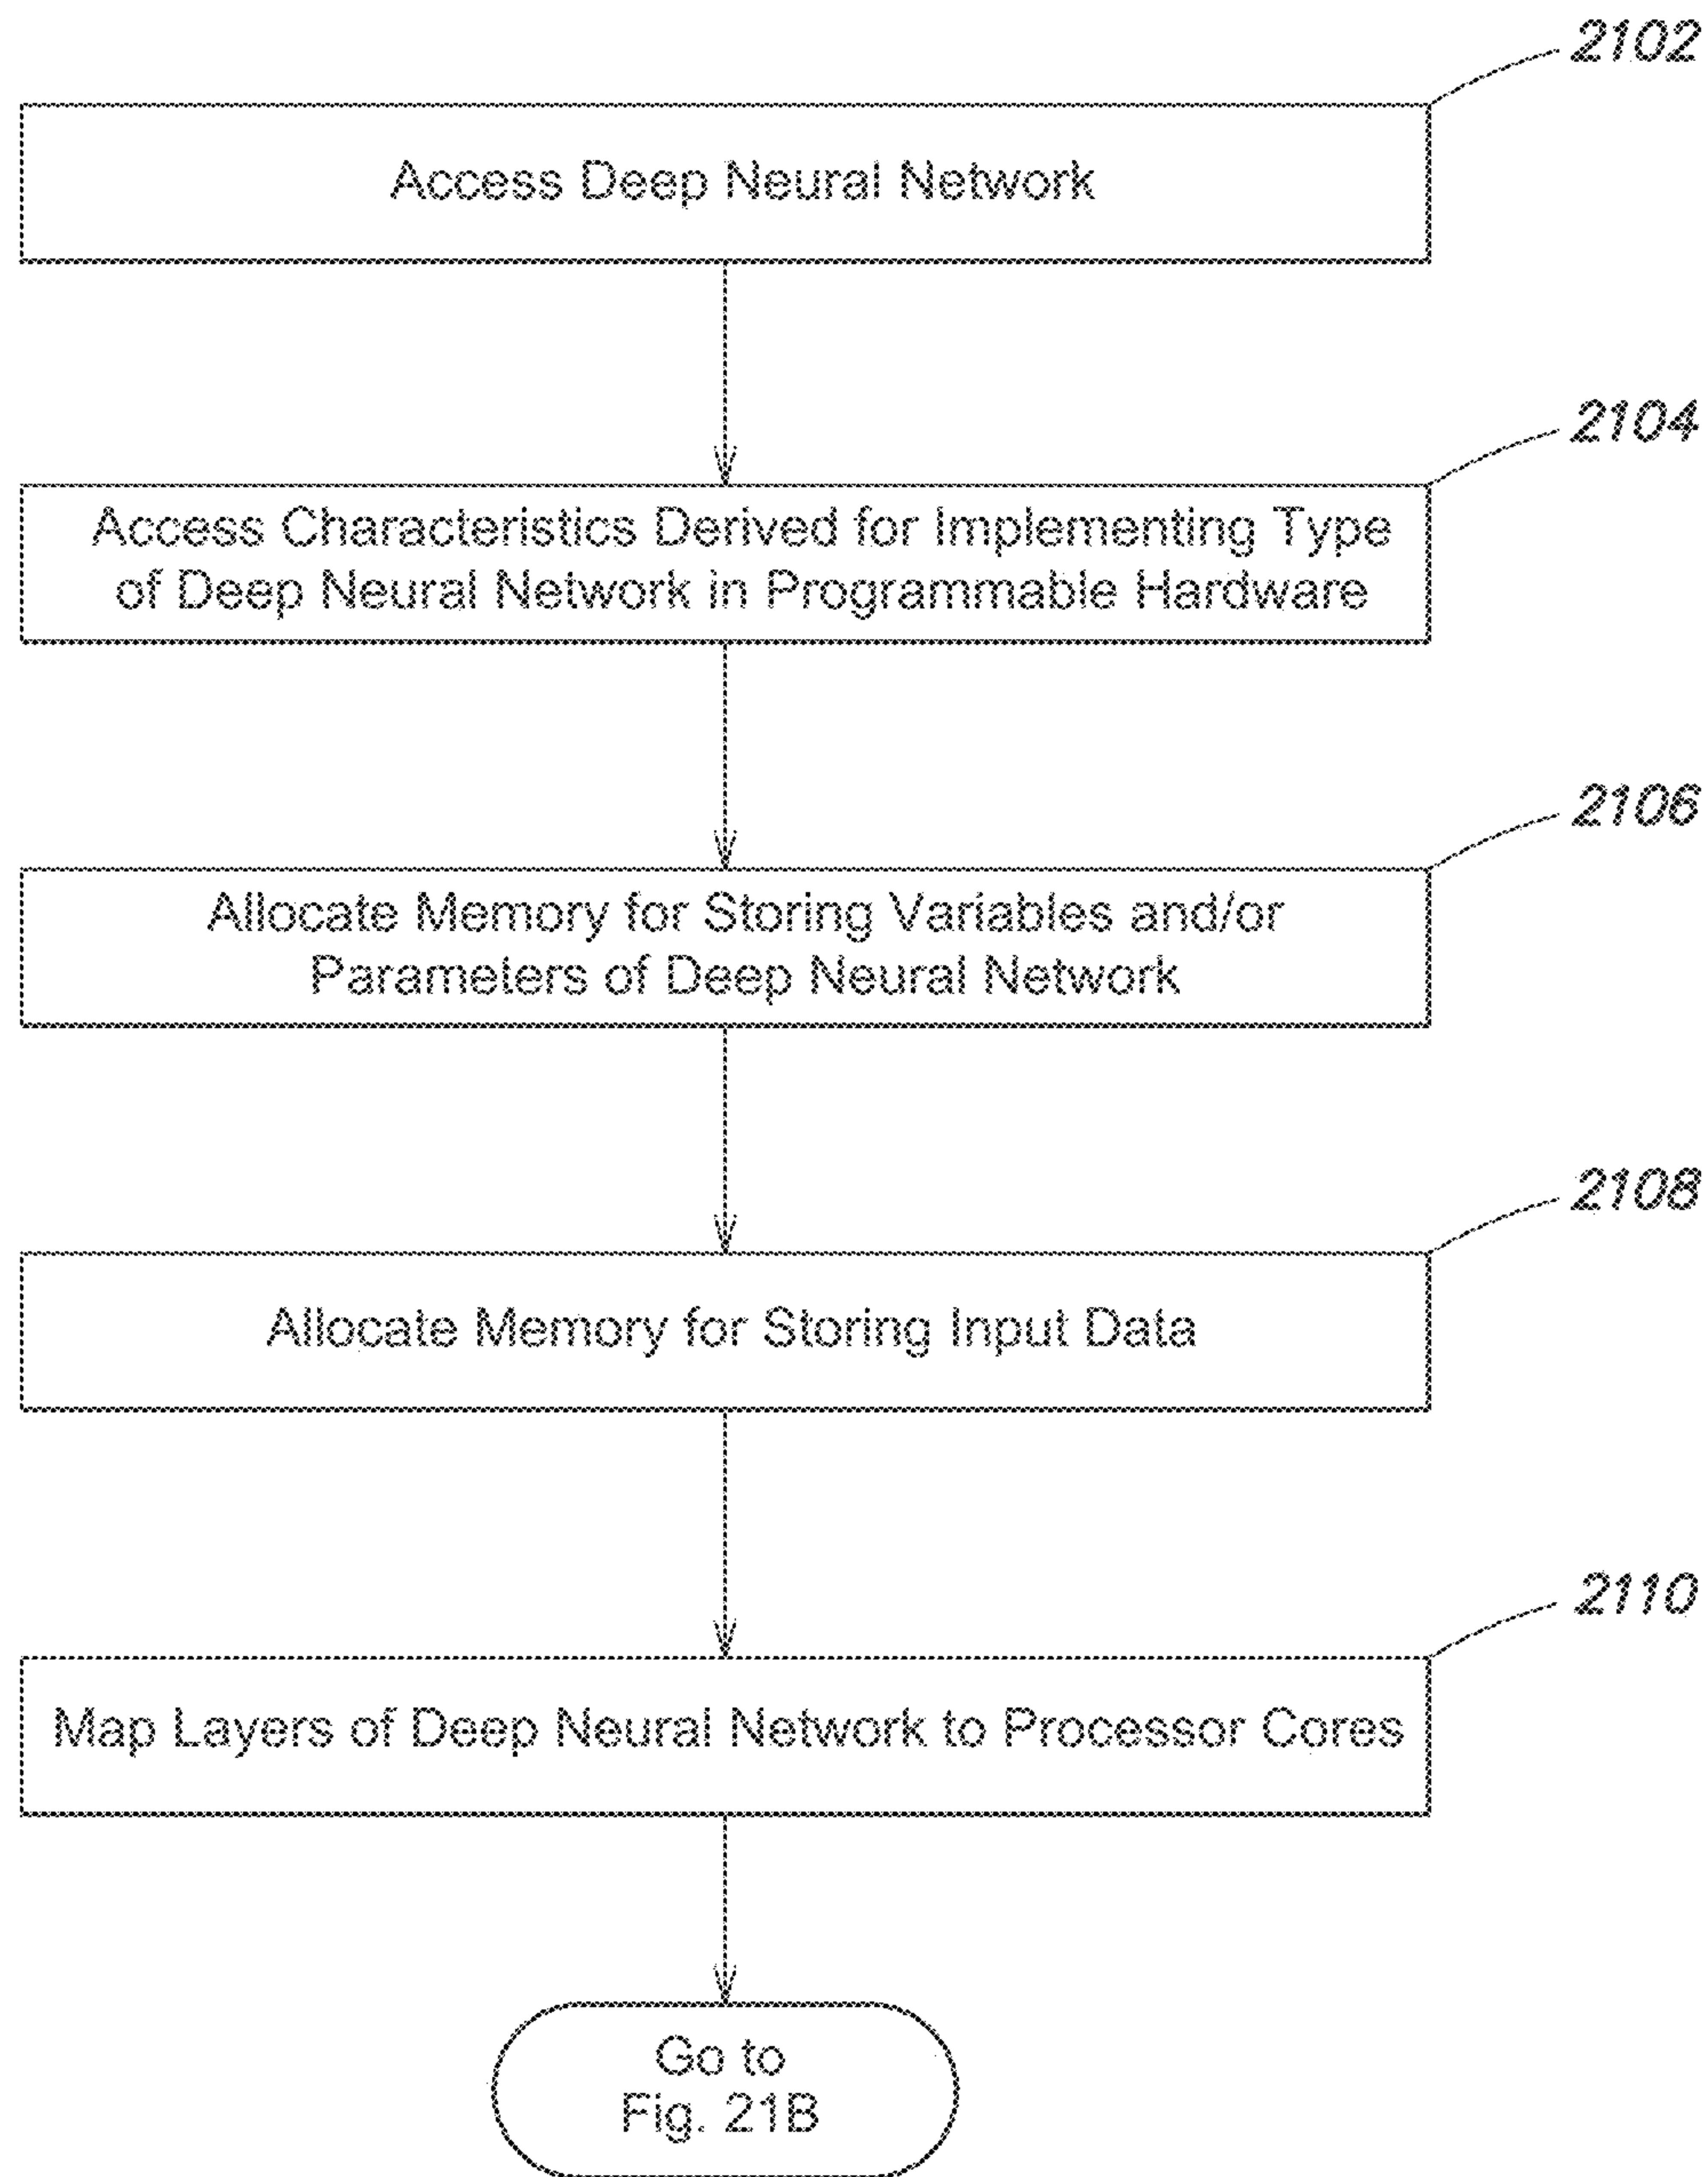 2102
Access Deep Neural Network
2104
Access Characteristics Derived for Implementing Type
of Deep Neural Network in Programmable Hardware
2106
Allocate Memory for Storing Variables and/or
Parameters of Deep Neural Network
2108
Allocate Memory for Storing Input Data
2110
Map Layers of Deep Neural Network to Processor Cores
Go to
Fig. 21B